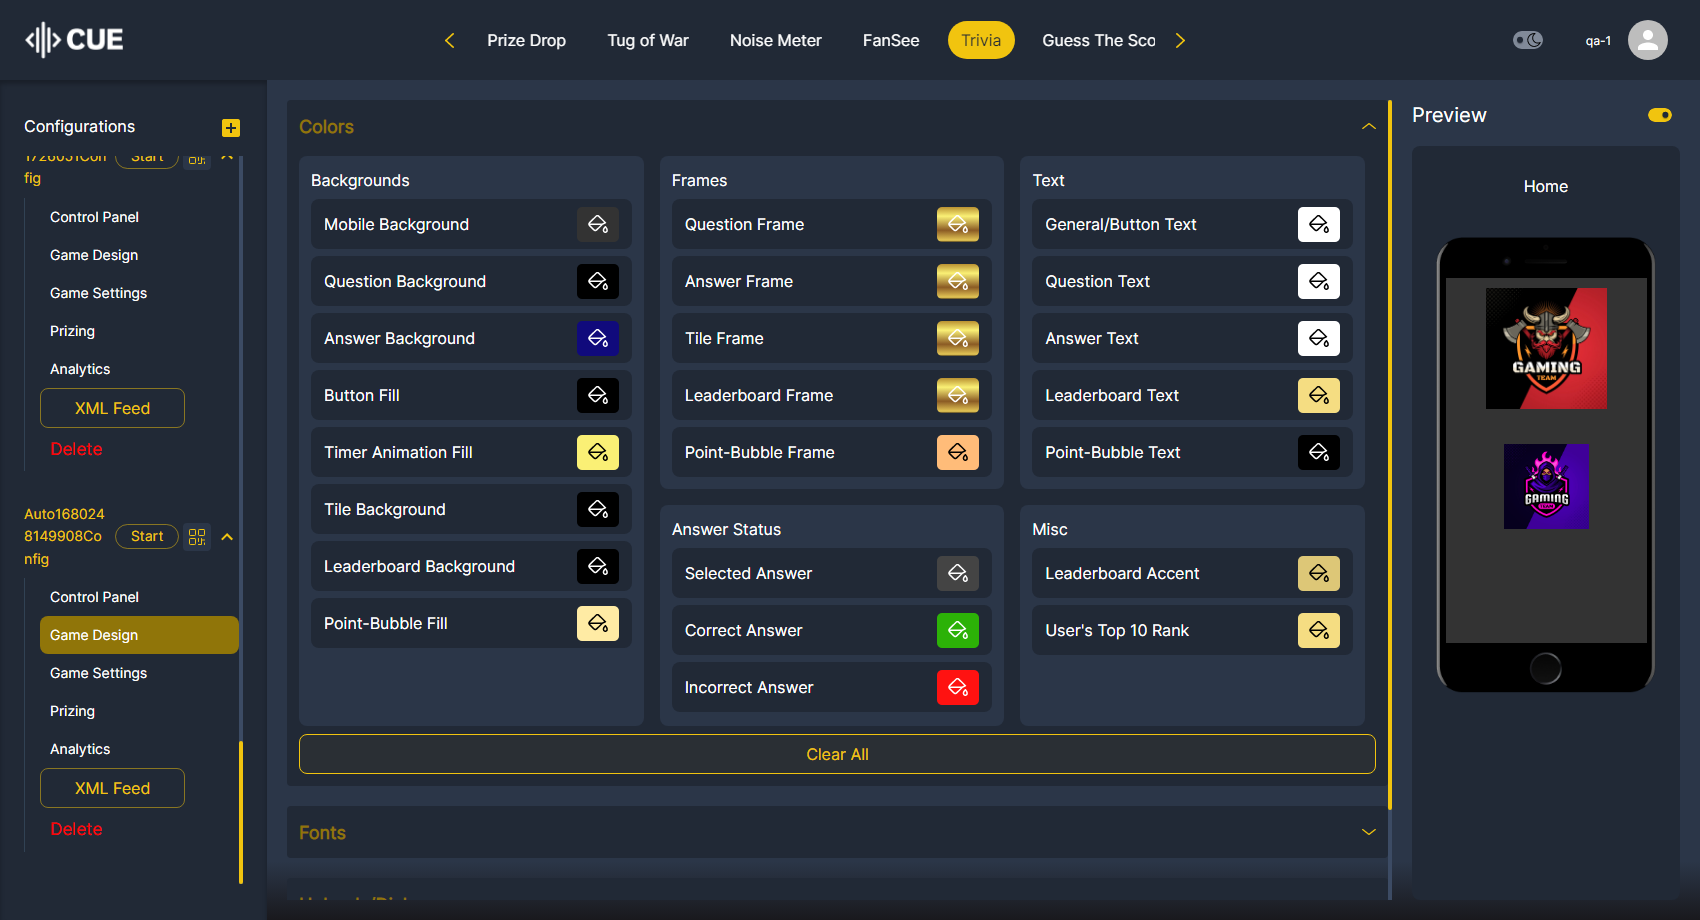 CUE
Prize Drop
Tug of War
Noise Meter
FanSee
Trivia
Guess The Sco
qa-1
Configurations
1726051Con
fig
Start
Control Panel
Game Design
Game Settings
Prizing
Analytics
XML Feed
Delete
Auto168024
8149908Co
nfig
Start
Control Panel
Game Design
Game Settings
Prizing
Analytics
XML Feed
Delete
Colors
Backgrounds
Mobile Background
Question Background
Answer Background
Button Fill
Timer Animation Fill
Tile Background
Leaderboard Background
Point-Bubble Fill
Frames
Question Frame
Answer Frame
Tile Frame
Leaderboard Frame
Point-Bubble Frame
Text
General/Button Text
Question Text
Answer Text
Leaderboard Text
Point-Bubble Text
Answer Status
Selected Answer
Correct Answer
Incorrect Answer
Misc
Leaderboard Accent
User's Top 10 Rank
Clear All
Fonts
Preview
Home
GAMING
TEAM
GAMING
TEAM